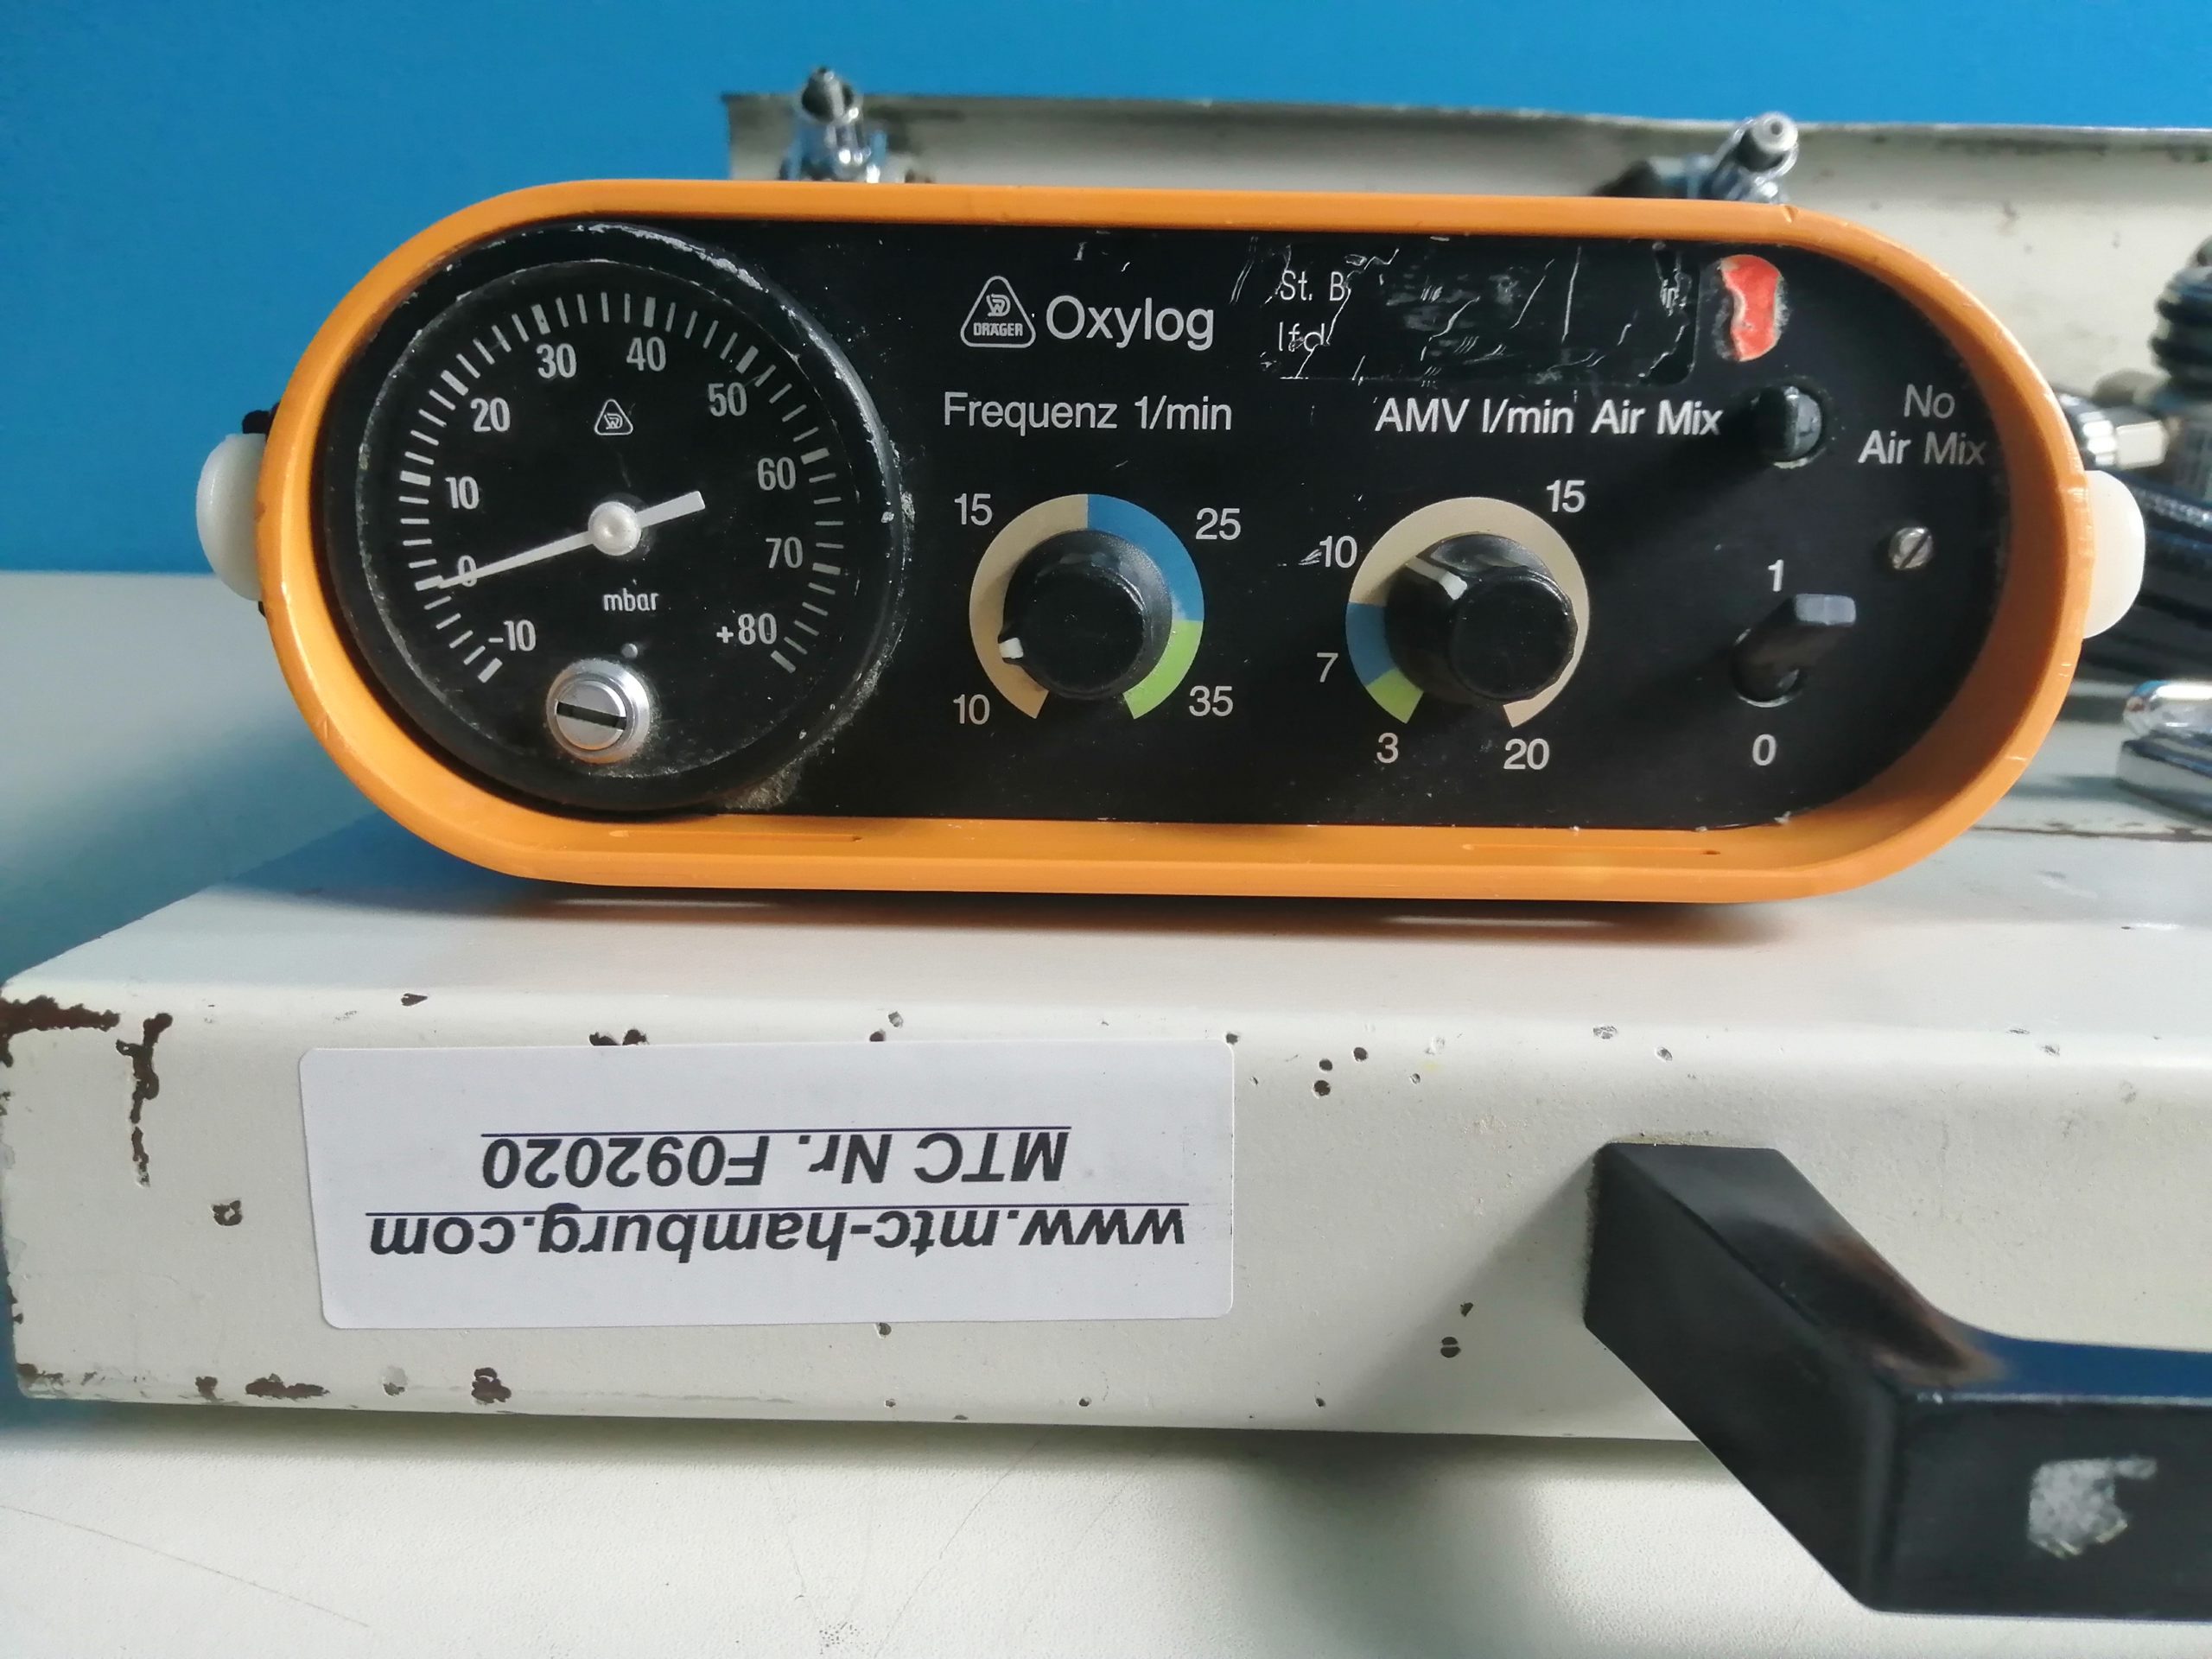 DRÄGER Oxylog
St. B
lfd
Frequenz 1/min
AMV l/min Air Mix
No
Air Mix
30 40
20 50
10 60
0 70
mbar
-10 +80
15 25
10 35
10 15
7
3 20
1
0
MTC Nr. F092020
www.mtc-hamburg.com